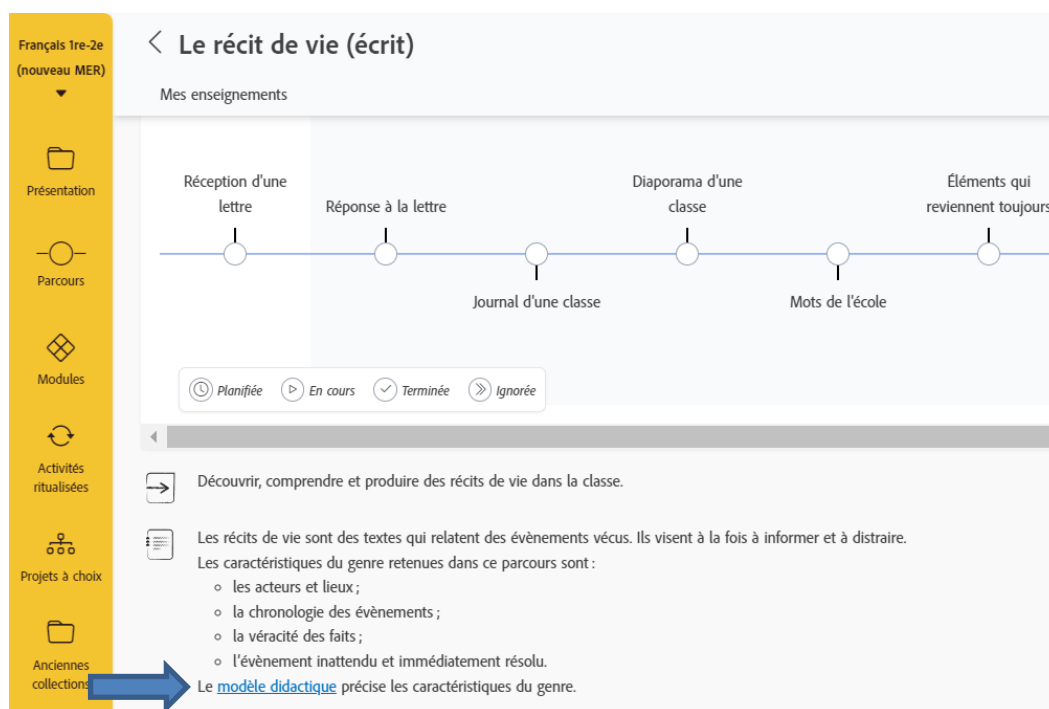 Français 1re-2e
(nouveau MER)
Présentation
Parcours
Modules
Activités
ritualisées
Projets à choix
Anciennes
collections
Le récit de vie (écrit)
Mes enseignements
Réception d'une
lettre
Réponse à la lettre
Journal d'une classe
Diaporama d'une
classe
Mots de l'école
Éléments qui
reviennent toujours
Planifiée
En cours
Terminée
Ignorée
Découvrir, comprendre et produire des récits de vie dans la classe.
Les récits de vie sont des textes qui relatent des évènements vécus. Ils visent à la fois à informer et à distraire.
Les caractéristiques du genre retenues dans ce parcours sont :
les acteurs et lieux ;
la chronologie des évènements ;
la véracité des faits ;
l'évènement inattendu et immédiatement résolu.
Le modèle didactique précise les caractéristiques du genre.